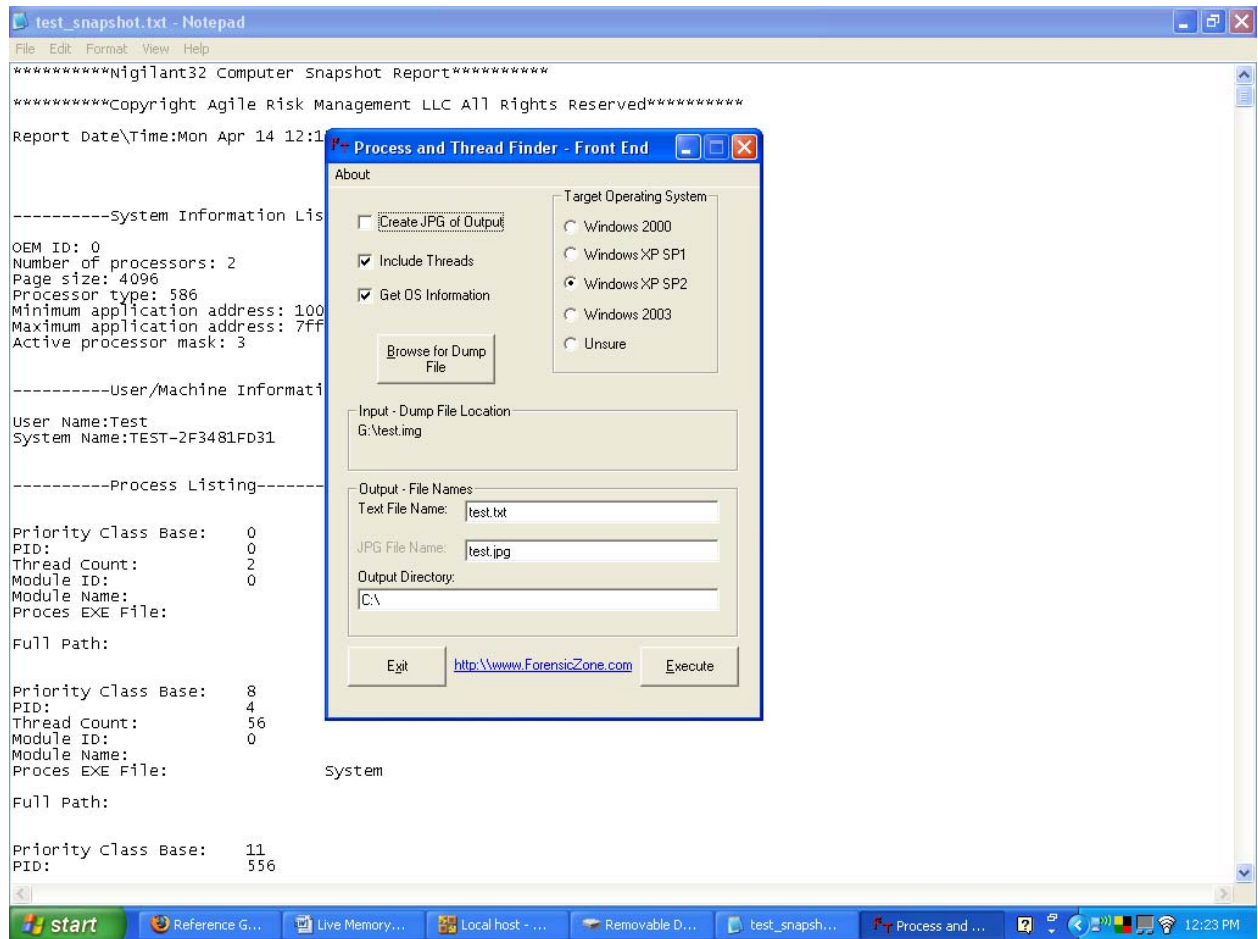 test_snapshot.txt - Notepad
File Edit Format View Help
**********Nigilant32 Computer Snapshot Report**********
**********Copyright Agile Risk Management LLC All Rights Reserved**********
Report Date\Time:Mon Apr 14 12:1
----------System Information Lis
OEM ID: 0
Number of processors: 2
Page size: 4096
Processor type: 586
Minimum application address: 100
Maximum application address: 7ff
Active processor mask: 3
----------User/Machine Informati
User Name:Test
System Name:TEST-2F3481FD31
----------Process Listing-------
Priority Class Base: 0
PID: 0
Thread Count: 2
Module ID: 0
Module Name:
Proces EXE File:
Full Path:
Priority Class Base: 8
PID: 4
Thread Count: 56
Module ID: 0
Module Name:
Proces EXE File: System
Full Path:
Priority Class Base: 11
PID: 556
Process and Thread Finder - Front End
About
Create JPG of Output
Include Threads
Get OS Information
Browse for Dump
File
Target Operating System
Windows 2000
Windows XP SP1
Windows XP SP2
Windows 2003
Unsure
Input - Dump File Location
G:\test.img
Output - File Names
Text File Name: test.txt
JPG File Name: test.jpg
Output Directory:
C:\
Exit http:\\www.ForensicZone.com Execute
start Reference G... Live Memory... Local host - ... Removable D... test_snapsh... Process and ... 12:23 PM